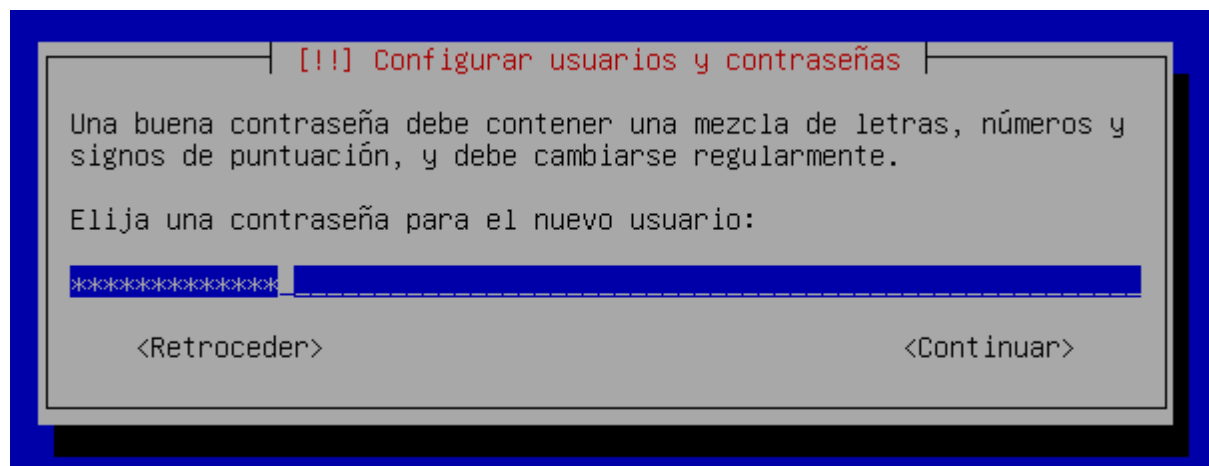 [!!] Configurar usuarios y contraseñas
Una buena contraseña debe contener una mezcla de letras, números y
signos de puntuación, y debe cambiarse regularmente.
Elija una contraseña para el nuevo usuario:
*************
<Retroceder> <Continuar>